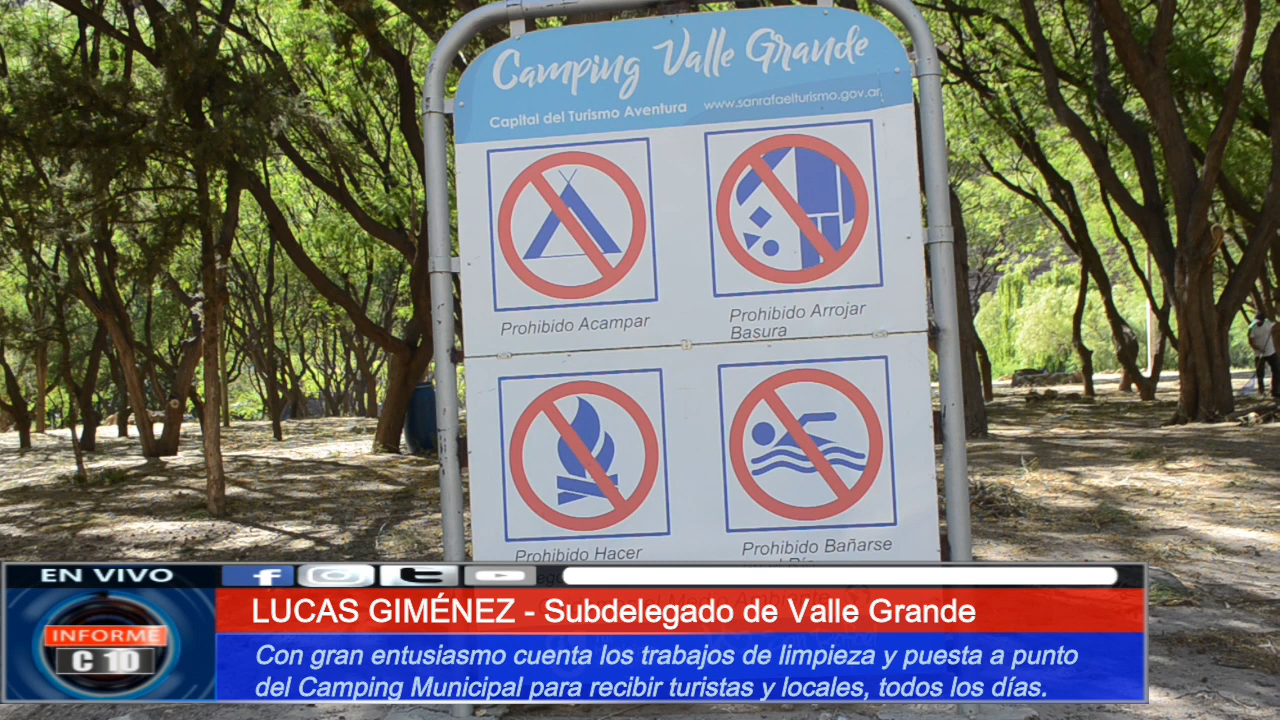 Camping Valle Grande
Capital del Turismo Aventura www.sanrafaelturismo.gov.ar
Prohibido Acampar
Prohibido Arrojar
Basura
Prohibido Hacer
Prohibido Bañarse
EN VIVO
INFORME
C 10
LUCAS GIMÉNEZ - Subdelegado de Valle Grande
Con gran entusiasmo cuenta los trabajos de limpieza y puesta a punto
del Camping Municipal para recibir turistas y locales, todos los días.